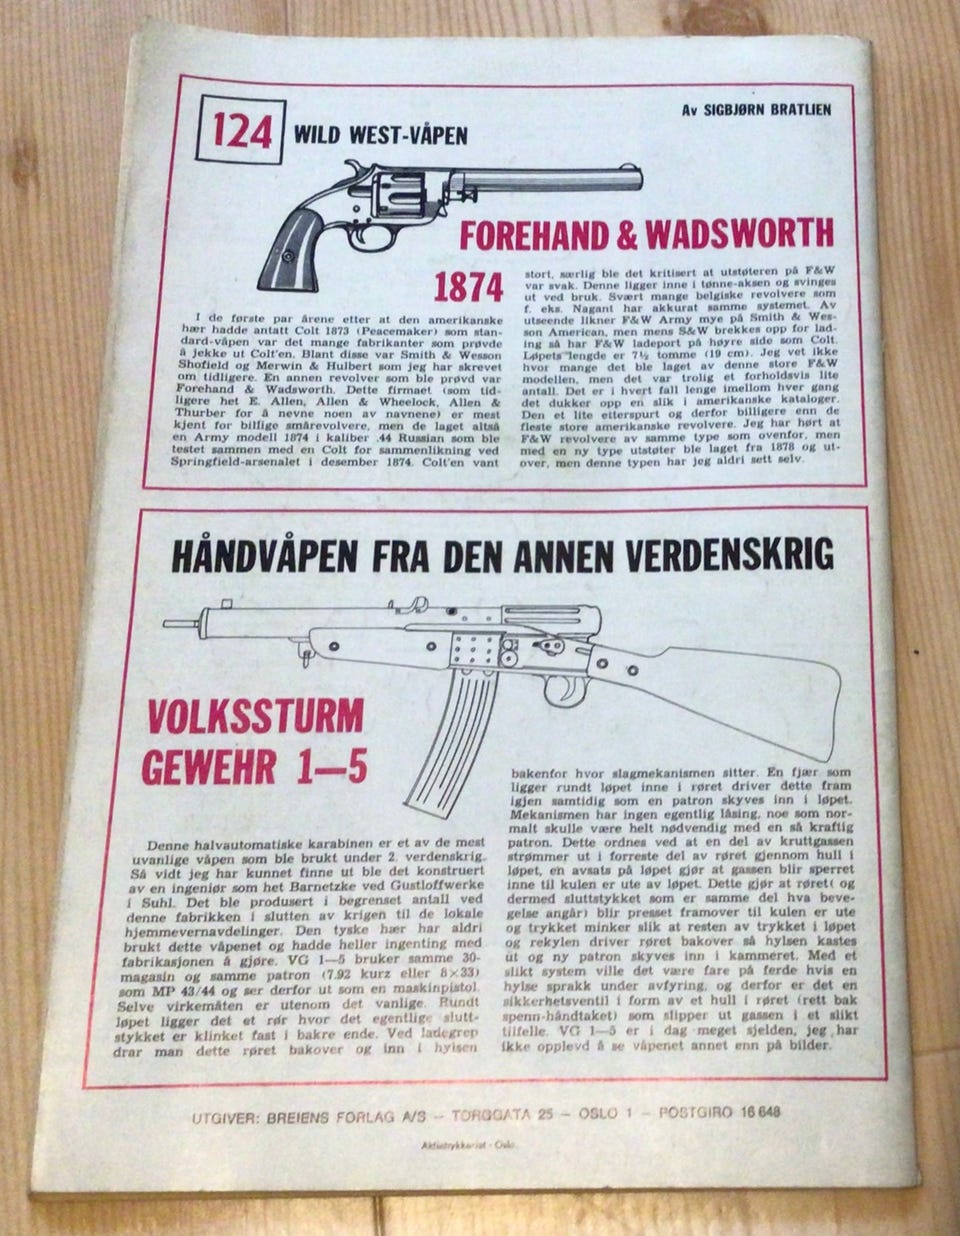 124
WILD WEST-VÅPEN
Av SIGBJØRN BRATLIEN
FOREHAND & WADSWORTH
1874
I de første par årene etter at den amerikanske
hær hadde antatt Colt 1873 (Peacemaker) som stan-
dard-våpen var det mange fabrikanter som prøvde
å jekke ut Colt'en. Blant disse var Smith & Wesson
Shofield og Merwin & Hulbert som jeg har skrevet
om tidligere. En annen revolver som ble prøvd var
Forehand & Wadsworth. Dette firmaet (som tid-
ligere het E. Allen, Allen & Wheelock, Allen &
Thurber for å nevne noen av navnene) er mest
kjent for billige smårevolvere, men de laget altså
en Army modell 1874 i kaliber .44 Russian som ble
testet sammen med en Colt for sammenlikning ved
Springfield-arsenalet i desember 1874. Colt'en vant
stort, særlig ble det kritisert at utstøteren på F&W
var svak. Denne ligger inne i tønne-aksen og svinges
ut ved bruk. Svært mange belgiske revolvere som
f. eks. Nagant har akkurat samme systemet. Av
utseende likner F&W Army mye på Smith & Wes-
son American, men mens S&W brekkes opp for lad-
ing så har F&W ladeport på høyre side som Colt.
Løpets lengde er 7½ tomme (19 cm). Jeg vet ikke
hvor mange det ble laget av denne store F&W
modellen, men det var trolig et forholdsvis lite
antall. Det er i hvert fall lenge imellom hver gang
det dukker opp en slik i amerikanske kataloger.
Den et lite etterspurt og derfor billigere enn de
fleste store amerikanske revolvere. Jeg har hørt at
F&W revolvere av samme type som ovenfor, men
med en ny type utstøter ble laget fra 1878 og ut-
over, men denne typen har jeg aldri sett selv.
HÅNDVÅPEN FRA DEN ANNEN VERDENSKRIG
VOLKSSTURM
GEWEHR 1—5
Denne halvautomatiske karabinen er et av de mest
uvanlige våpen som ble brukt under 2. verdenskrig.
Så vidt jeg har kunnet finne ut ble det konstruert
av en ingeniør som het Barnetzke ved Gustloffwerke
i Suhl. Det ble produsert i begrenset antall ved
denne fabrikken i slutten av krigen til de lokale
hjemmevernavdelinger. Den tyske hær har aldri
brukt dette våpenet og hadde heller ingenting med
fabrikasjonen å gjøre. VG 1—5 bruker samme 30-
magasin og samme patron (7.92 kurz eller 8×33)
som MP 43/44 og ser derfor ut som en maskinpistol.
Selve virkemåten er utenom det vanlige. Rundt
løpet ligger det et rør hvor det egentlige slutt-
stykket er klinket fast i bakre ende. Ved ladegrep
drar man dette røret bakover og inn i hylsen
bakenfor hvor slagmekanismen sitter. En fjær som
ligger rundt løpet inne i røret driver dette fram
igjen samtidig som en patron skyves inn i løpet.
Mekanismen har ingen egentlig låsing, noe som nor-
malt skulle være helt nødvendig med en så kraftig
patron. Dette ordnes ved at en del av kruttgassen
strømmer ut i forreste del av røret gjennom hull i
løpet, en avsats på løpet gjør at gassen blir sperret
inne til kulen er ute av løpet. Dette gjør at røret( og
dermed sluttstykket som er samme del hva beve-
gelse angår) blir presset framover til kulen er ute
og trykket minker slik at resten av trykket i løpet
og rekylen driver røret bakover så hylsen kastes
ut og ny patron skyves inn i kammeret. Med et
slikt system ville det være fare på ferde hvis en
hylse sprakk under avfyring, og derfor er det en
sikkerhetsventil i form av et hull i røret (rett bak
spenn-håndtaket) som slipper ut gassen i et slikt
tilfelle. VG 1—5 er i dag meget sjelden, jeg har
ikke opplevd å se våpenet annet enn på bilder.
UTGIVER: BREIENS FORLAG A/S — TORGGATA 25 — OSLO 1 — POSTGIRO 16 648
Aktietrykkeriet - Oslo